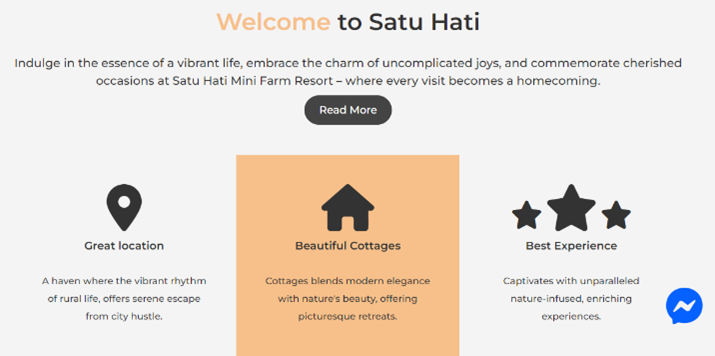 Welcome to Satu Hati
Indulge in the essence of a vibrant life, embrace the charm of uncomplicated joys, and commemorate cherished
occasions at Satu Hati Mini Farm Resort – where every visit becomes a homecoming.
Read More
Great location
A haven where the vibrant rhythm
of rural life, offers serene escape
from city hustle.
Beautiful Cottages
Cottages blends modern elegance
with nature's beauty, offering
picturesque retreats.
Best Experience
Captivates with unparalleled
nature-infused, enriching
experiences.